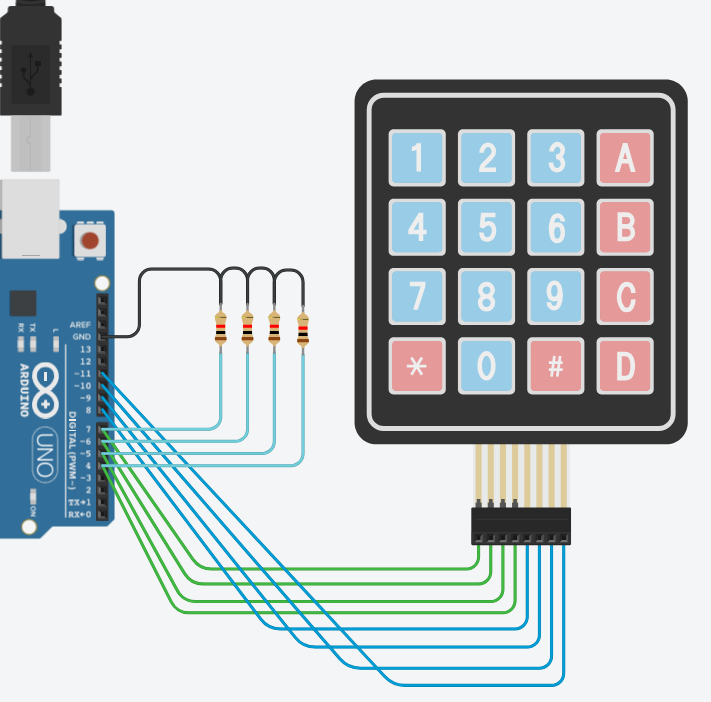 AREF
GND
13
12
~11
~10
~9
8
7
~6
~5
4
~3
2
TX→1
RX←0
DIGITAL (PWM~)
RX
TX
L
ARDUINO
UNO
ON
1 2 3 A
4 5 6 B
7 8 9 C
* 0 # D